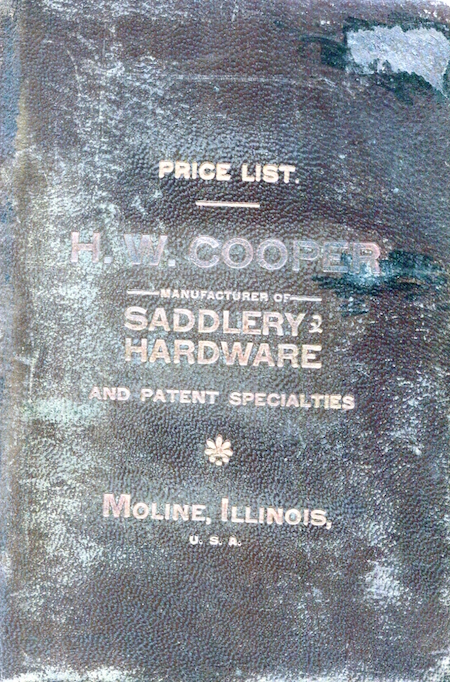 PRICE LIST.
H. W. COOPER
MANUFACTURER OF
SADDLERY
HARDWARE
AND PATENT SPECIALTIES
MOLINE, ILLINOIS,
U. S. A.